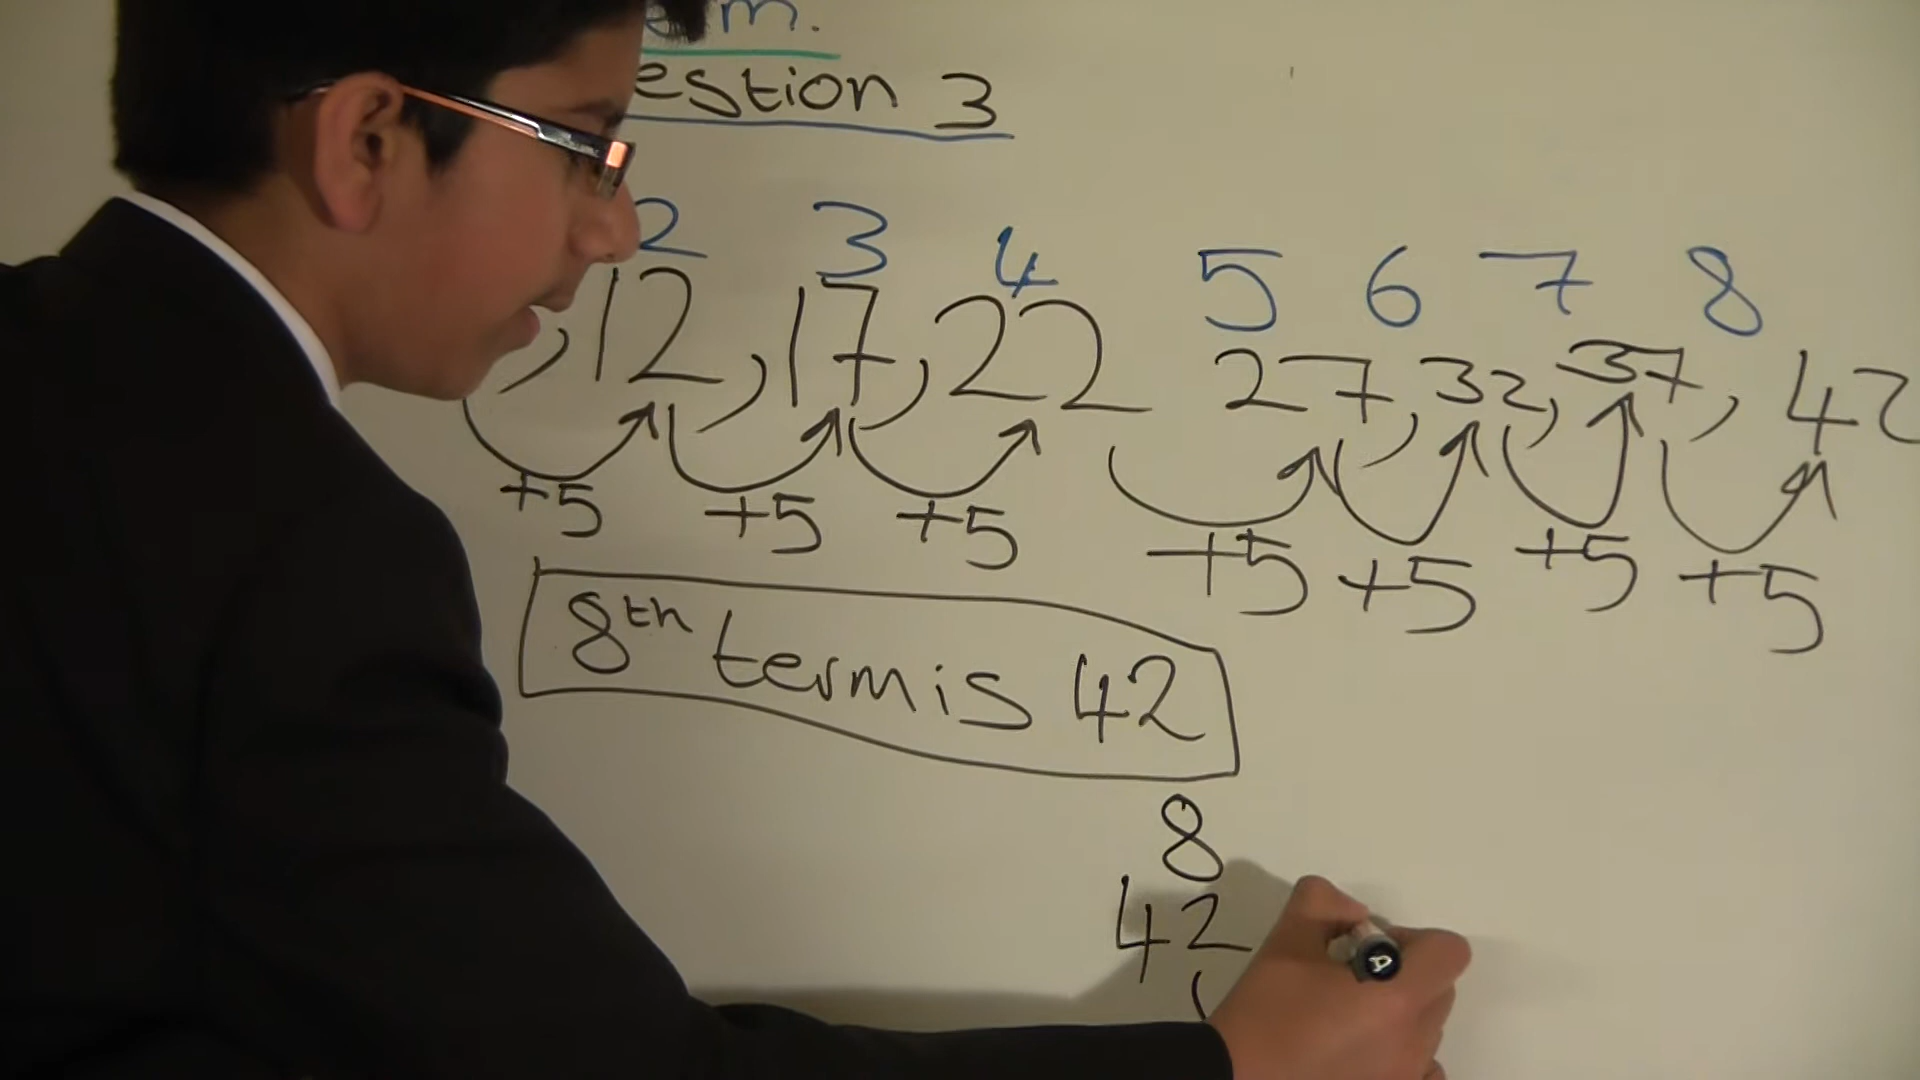 m.
estion 3
2 3 4 5 6 7 8
, 12, 17, 22 27, 32, 37, 42
+5 +5 +5 +5 +5 +5 +5
8th term is 42
8
42
A